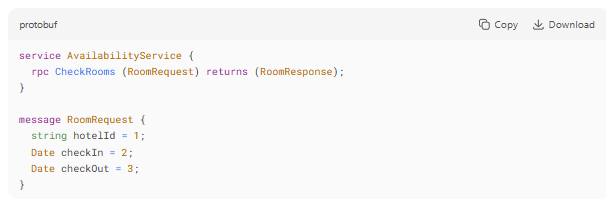 protobuf
Copy
Download
service AvailabilityService {
  rpc CheckRooms (RoomRequest) returns (RoomResponse);
}

message RoomRequest {
  string hotelId = 1;
  Date checkIn = 2;
  Date checkOut = 3;
}